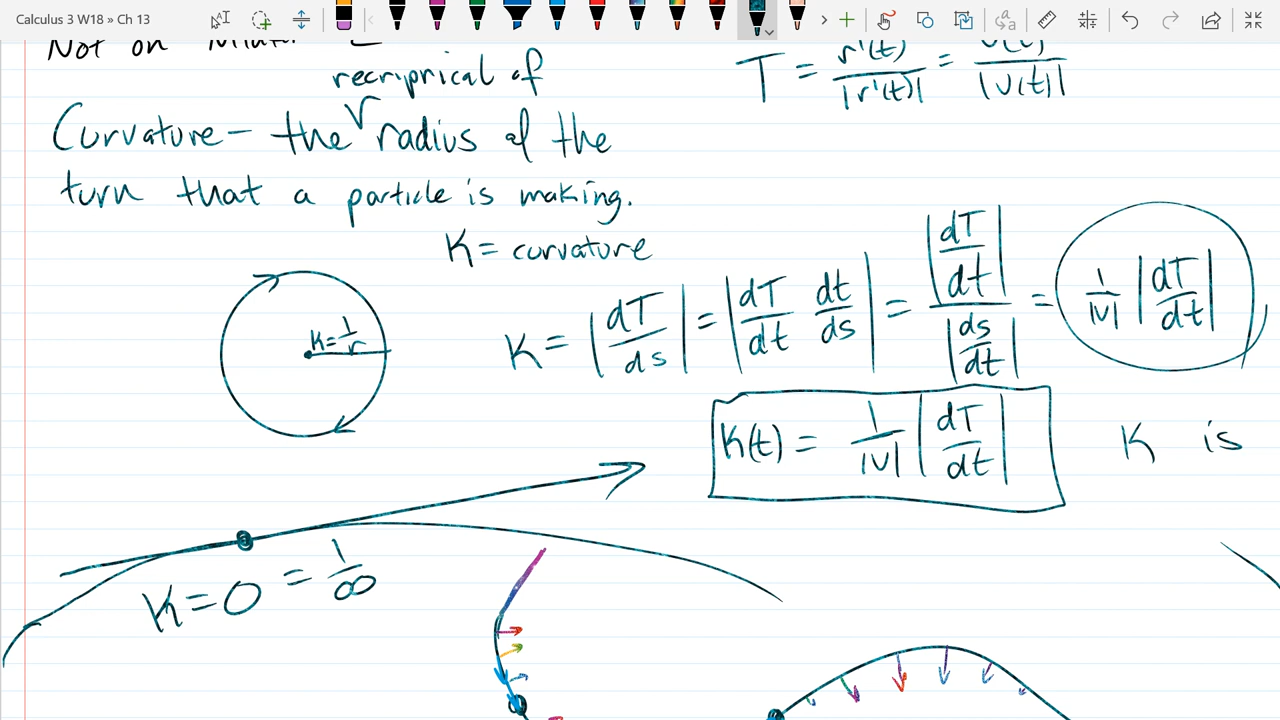 Calculus 3 W18 » Ch 13
Not on
recriprical of
Curvature - the radius of the
turn that a particle is making.
K = curvature
T = r'(t) / |r'(t)| = v(t) / |v(t)|
K = 1/r
K = |dT/ds| = |dT/dt dt/ds| = |dT/dt| / |ds/dt| = 1/|v| |dT/dt|
K(t) = 1/|v| |dT/dt|
K is
K = 0 = 1/∞